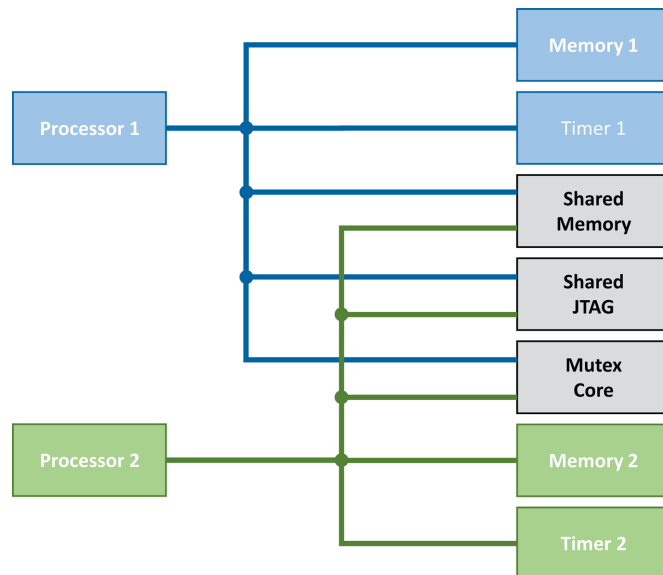 Memory 1
Processor 1
Timer 1
Shared
Memory
Shared
JTAG
Mutex
Core
Processor 2
Memory 2
Timer 2